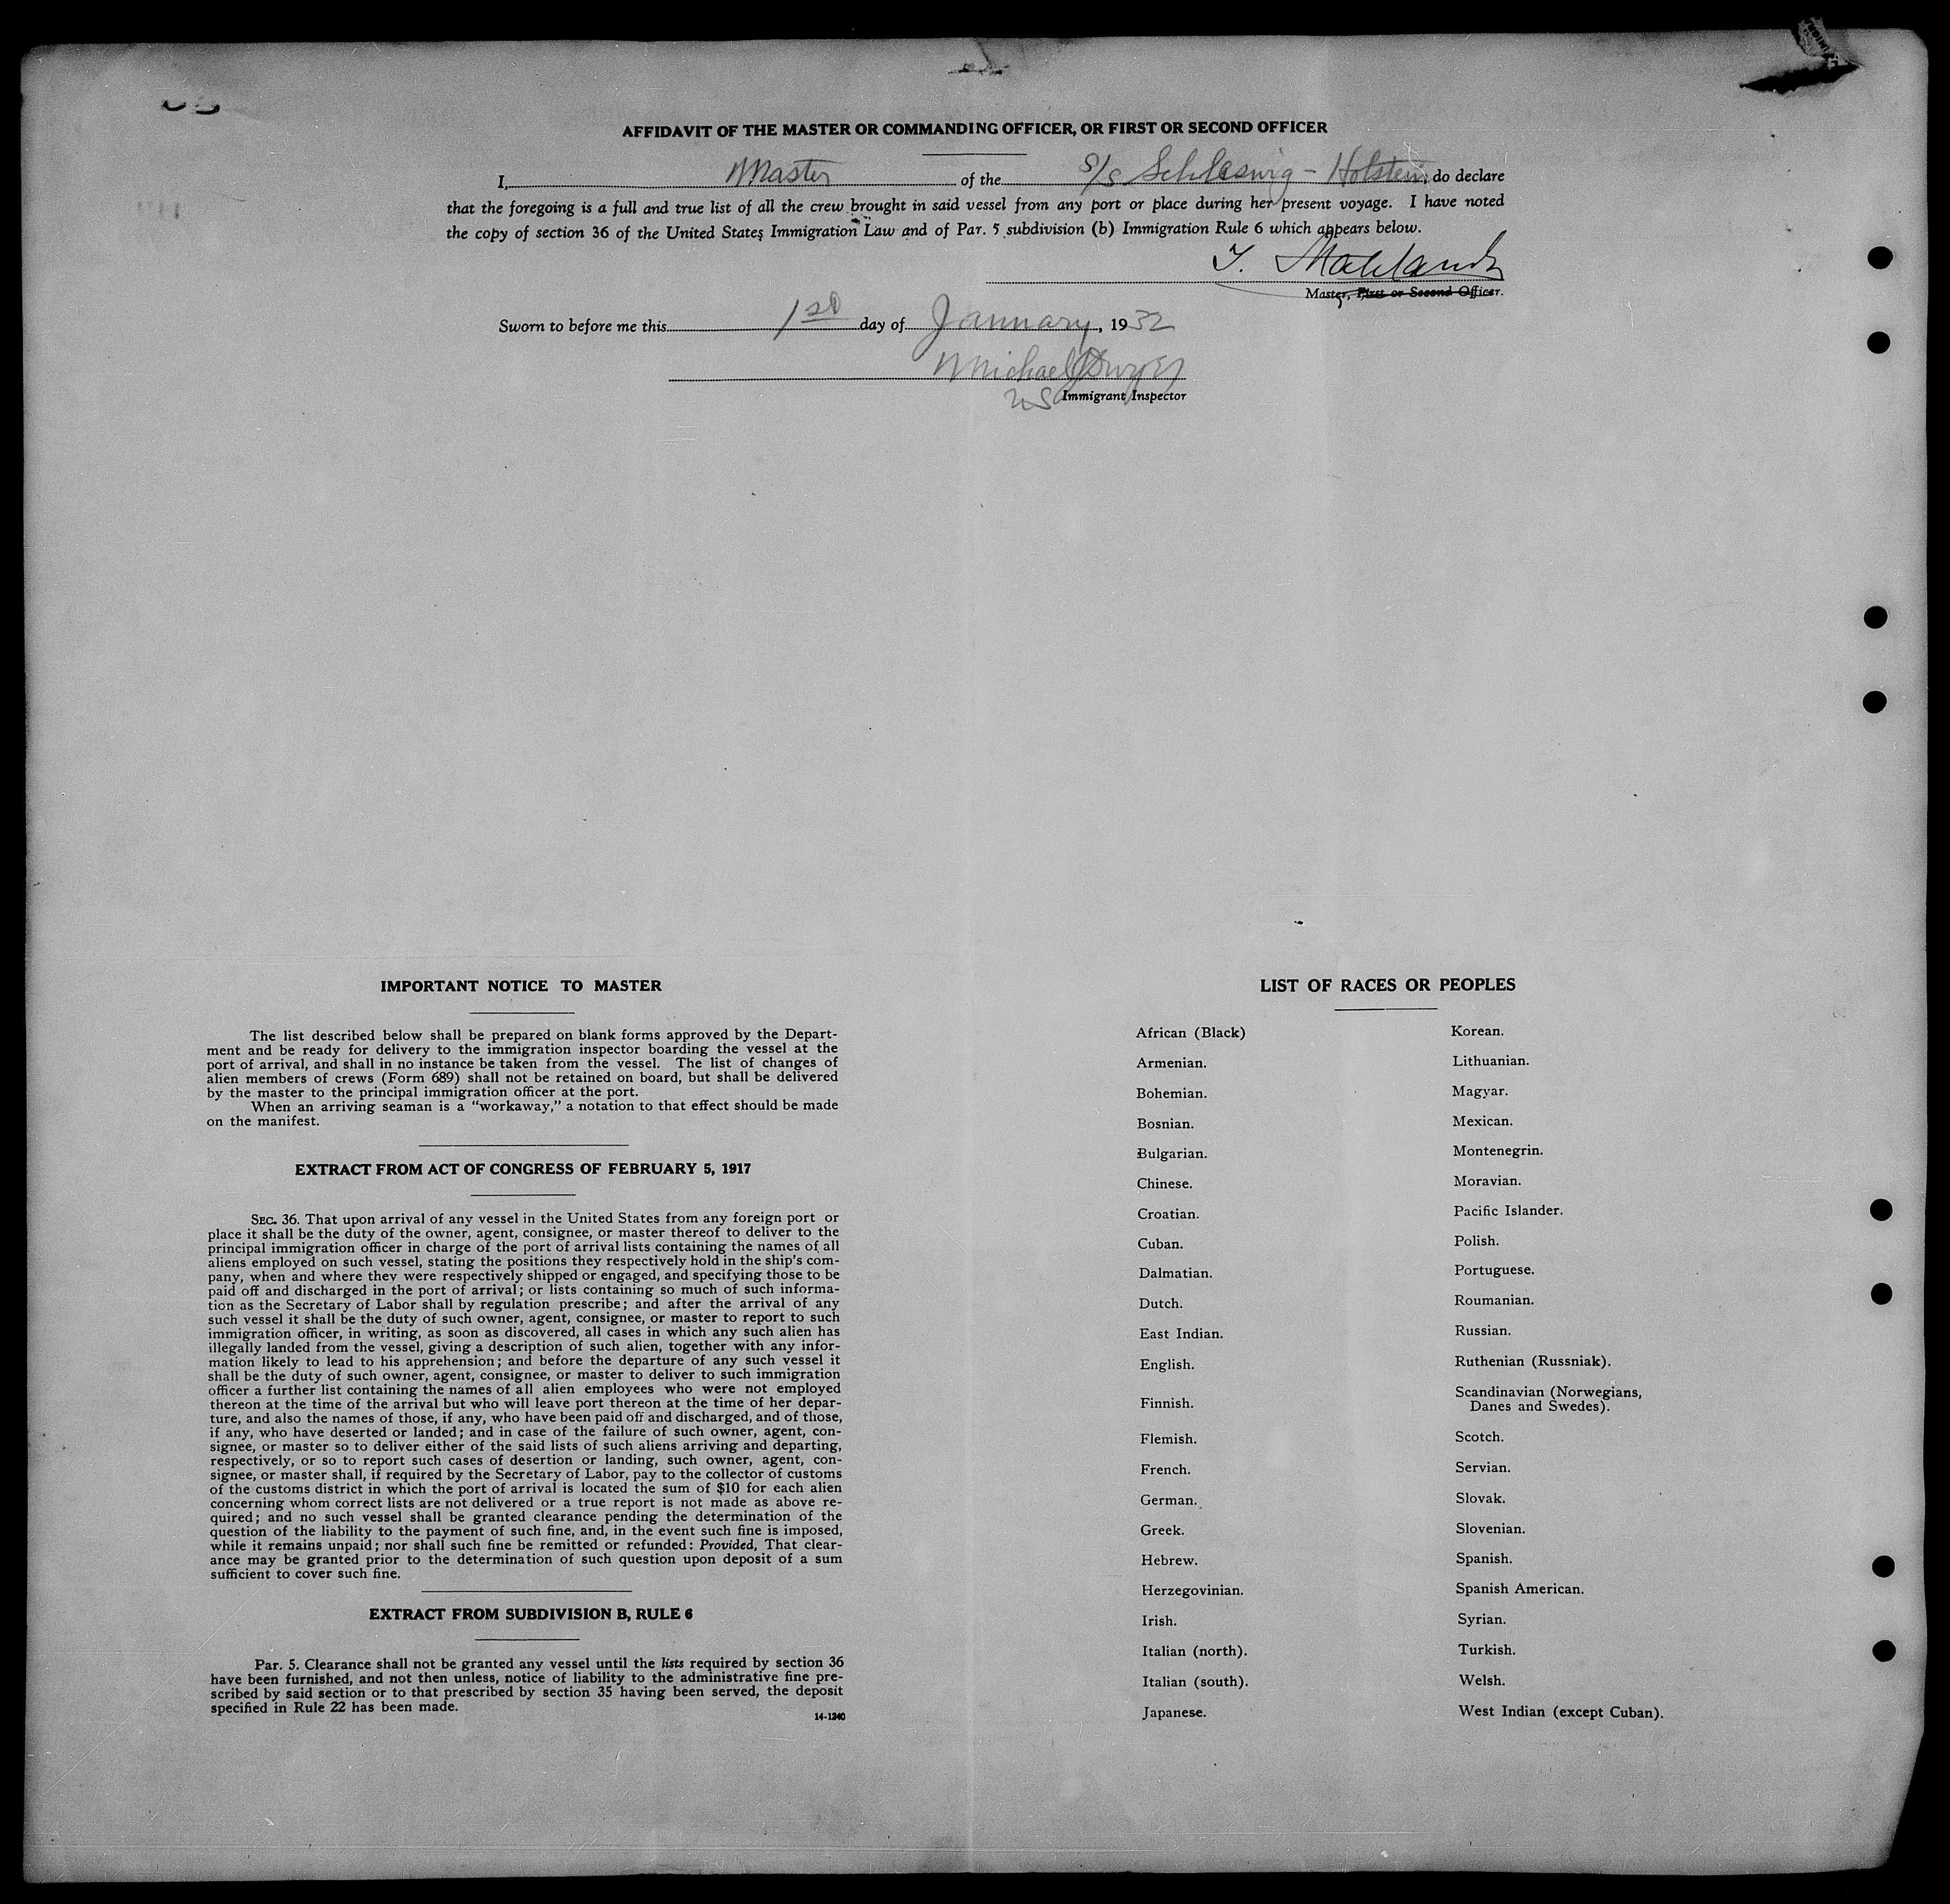 AFFIDAVIT OF THE MASTER OR COMMANDING OFFICER, OR FIRST OR SECOND OFFICER
I, Master of the S/S Schleswig-Holstein, do declare
that the foregoing is a full and true list of all the crew brought in said vessel from any port or place during her present voyage. I have noted
the copy of section 36 of the United States Immigration Law and of Par. 5 subdivision (b) Immigration Rule 6 which appears below.
Master, First or Second Officer.
Sworn to before me this 1st day of January, 1932
Michael
US Immigrant Inspector
IMPORTANT NOTICE TO MASTER
The list described below shall be prepared on blank forms approved by the Depart-
ment and be ready for delivery to the immigration inspector boarding the vessel at the
port of arrival, and shall in no instance be taken from the vessel. The list of changes of
alien members of crews (Form 689) shall not be retained on board, but shall be delivered
by the master to the principal immigration officer at the port.
When an arriving seaman is a "workaway," a notation to that effect should be made
on the manifest.
EXTRACT FROM ACT OF CONGRESS OF FEBRUARY 5, 1917
SEC. 36. That upon arrival of any vessel in the United States from any foreign port or
place it shall be the duty of the owner, agent, consignee, or master thereof to deliver to the
principal immigration officer in charge of the port of arrival lists containing the names of all
aliens employed on such vessel, stating the positions they respectively hold in the ship's com-
pany, when and where they were respectively shipped or engaged, and specifying those to be
paid off and discharged in the port of arrival; or lists containing so much of such informa-
tion as the Secretary of Labor shall by regulation prescribe; and after the arrival of any
such vessel it shall be the duty of such owner, agent, consignee, or master to report to such
immigration officer, in writing, as soon as discovered, all cases in which any such alien has
illegally landed from the vessel, giving a description of such alien, together with any infor-
mation likely to lead to his apprehension; and before the departure of any such vessel it
shall be the duty of such owner, agent, consignee, or master to deliver to such immigration
officer a further list containing the names of all alien employees who were not employed
thereon at the time of the arrival but who will leave port thereon at the time of her depar-
ture, and also the names of those, if any, who have been paid off and discharged, and of those,
if any, who have deserted or landed; and in case of the failure of such owner, agent, con-
signee, or master so to deliver either of the said lists of such aliens arriving and departing,
respectively, or so to report such cases of desertion or landing, such owner, agent, con-
signee, or master shall, if required by the Secretary of Labor, pay to the collector of customs
of the customs district in which the port of arrival is located the sum of $10 for each alien
concerning whom correct lists are not delivered or a true report is not made as above re-
quired; and no such vessel shall be granted clearance pending the determination of the
question of the liability to the payment of such fine, and, in the event such fine is imposed,
while it remains unpaid; nor shall such fine be remitted or refunded: Provided, That clear-
ance may be granted prior to the determination of such question upon deposit of a sum
sufficient to cover such fine.
EXTRACT FROM SUBDIVISION B, RULE 6
Par. 5. Clearance shall not be granted any vessel until the lists required by section 36
have been furnished, and not then unless, notice of liability to the administrative fine pre-
scribed by said section or to that prescribed by section 35 having been served, the deposit
specified in Rule 22 has been made.
14-1240
LIST OF RACES OR PEOPLES
African (Black)
Armenian.
Bohemian.
Bosnian.
Bulgarian.
Chinese.
Croatian.
Cuban.
Dalmatian.
Dutch.
East Indian.
English.
Finnish.
Flemish.
French.
German.
Greek.
Hebrew.
Herzegovinian.
Irish.
Italian (north).
Italian (south).
Japanese.
Korean.
Lithuanian.
Magyar.
Mexican.
Montenegrin.
Moravian.
Pacific Islander.
Polish.
Portuguese.
Roumanian.
Russian.
Ruthenian (Russniak).
Scandinavian (Norwegians,
Danes and Swedes).
Scotch.
Servian.
Slovak.
Slovenian.
Spanish.
Spanish American.
Syrian.
Turkish.
Welsh.
West Indian (except Cuban).